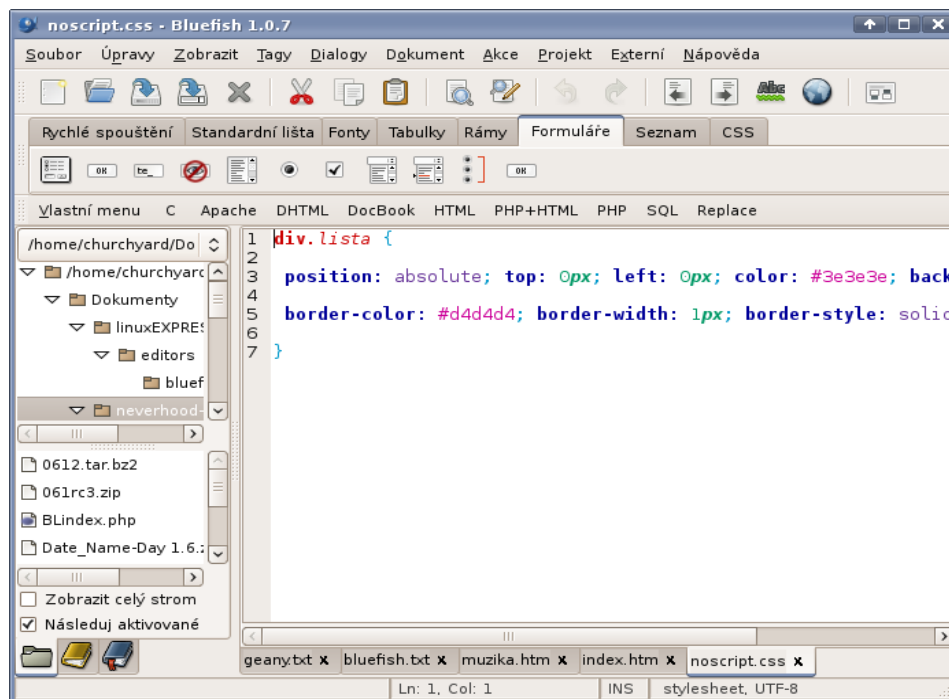 noscript.css - Bluefish 1.0.7
Soubor Úpravy Zobrazit Tagy Dialogy Dokument Akce Projekt Externí Nápověda
Abc
Rychlé spouštění Standardní lišta Fonty Tabulky Rámy Formuláře Seznam CSS
OK te_ OK
Vlastní menu C Apache DHTML DocBook HTML PHP+HTML PHP SQL Replace
/home/churchyard/Do
/home/churchyard
Dokumenty
linuxEXPRES
editors
bluef
neverhood-
0612.tar.bz2
061rc3.zip
BLindex.php
Date_Name-Day 1.6.z
Zobrazit celý strom
Následuj aktivované
1 div.lista {
2
3 position: absolute; top: 0px; left: 0px; color: #3e3e3e; back
4
5 border-color: #d4d4d4; border-width: 1px; border-style: solid
6
7 }
geany.txt x bluefish.txt x muzika.htm x index.htm x noscript.css x
Ln: 1, Col: 1 INS stylesheet, UTF-8